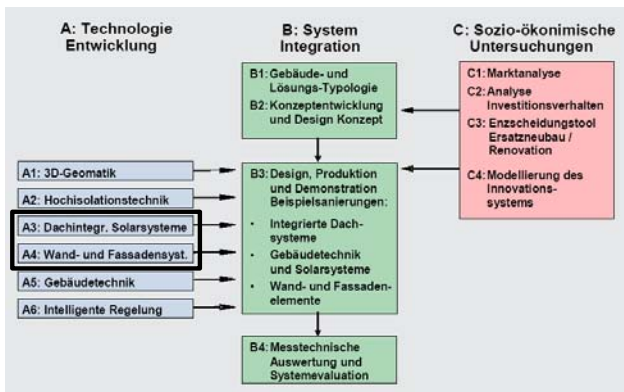 A: Technologie
Entwicklung
B: System
Integration
C: Sozio-ökonimische
Untersuchungen
B1: Gebäude- und
Lösungs-Typologie
B2: Konzeptentwicklung
und Design Konzept
C1: Marktanalyse
C2: Analyse
Investitionsverhalten
C3: Enzscheidungstool
Ersatzneubau /
Renovation
C4: Modellierung des
Innovations-
systems
A1: 3D-Geomatik
A2: Hochisolationstechnik
A3: Dachintegr. Solarsysteme
A4: Wand- und Fassadensyst.
A5: Gebäudetechnik
A6: Intelligente Regelung
B3: Design, Produktion
und Demonstration
Beispielsanierungen:
• Integrierte Dach-
systeme
• Gebäudetechnik
und Solarsysteme
• Wand- und Fassaden-
elemente
B4: Messtechnische
Auswertung und
Systemevaluation